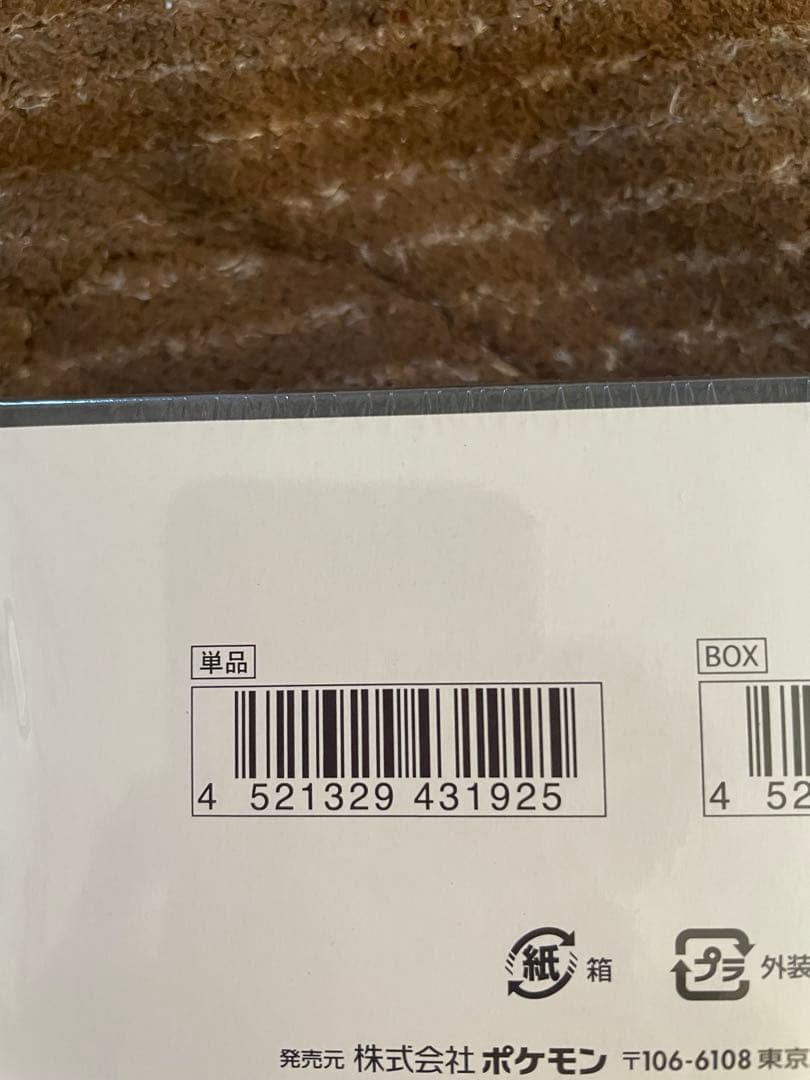 単品
BOX
4 521329 431925
4 52
紙 箱
プラ 外装
発売元 株式会社 ポケモン 〒106-6108 東京